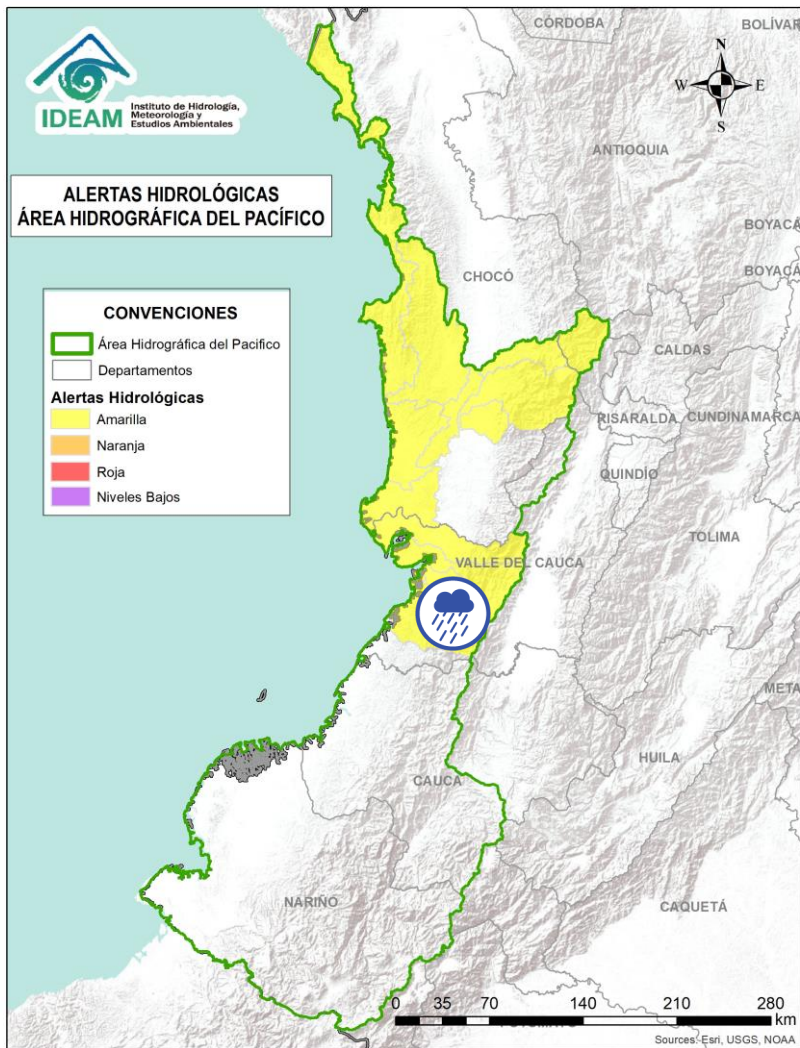 IDEAM
Instituto de Hidrología,
Meteorología y
Estudios Ambientales
ALERTAS HIDROLÓGICAS
ÁREA HIDROGRÁFICA DEL PACÍFICO
CONVENCIONES
Área Hidrográfica del Pacifico
Departamentos
Alertas Hidrológicas
Amarilla
Naranja
Roja
Niveles Bajos
N
W E
S
CÓRDOBA
BOLÍVAR
ANTIOQUIA
BOYACÁ
BOYACÁ
CHOCÓ
CALDAS
RISARALDA
CUNDINAMARCA
QUINDÍO
TOLIMA
VALLE DEL CAUCA
META
HUILA
CAUCA
NARIÑO
CAQUETÁ
0 35 70 140 210 280
km
Sources: Esri, USGS, NOAA